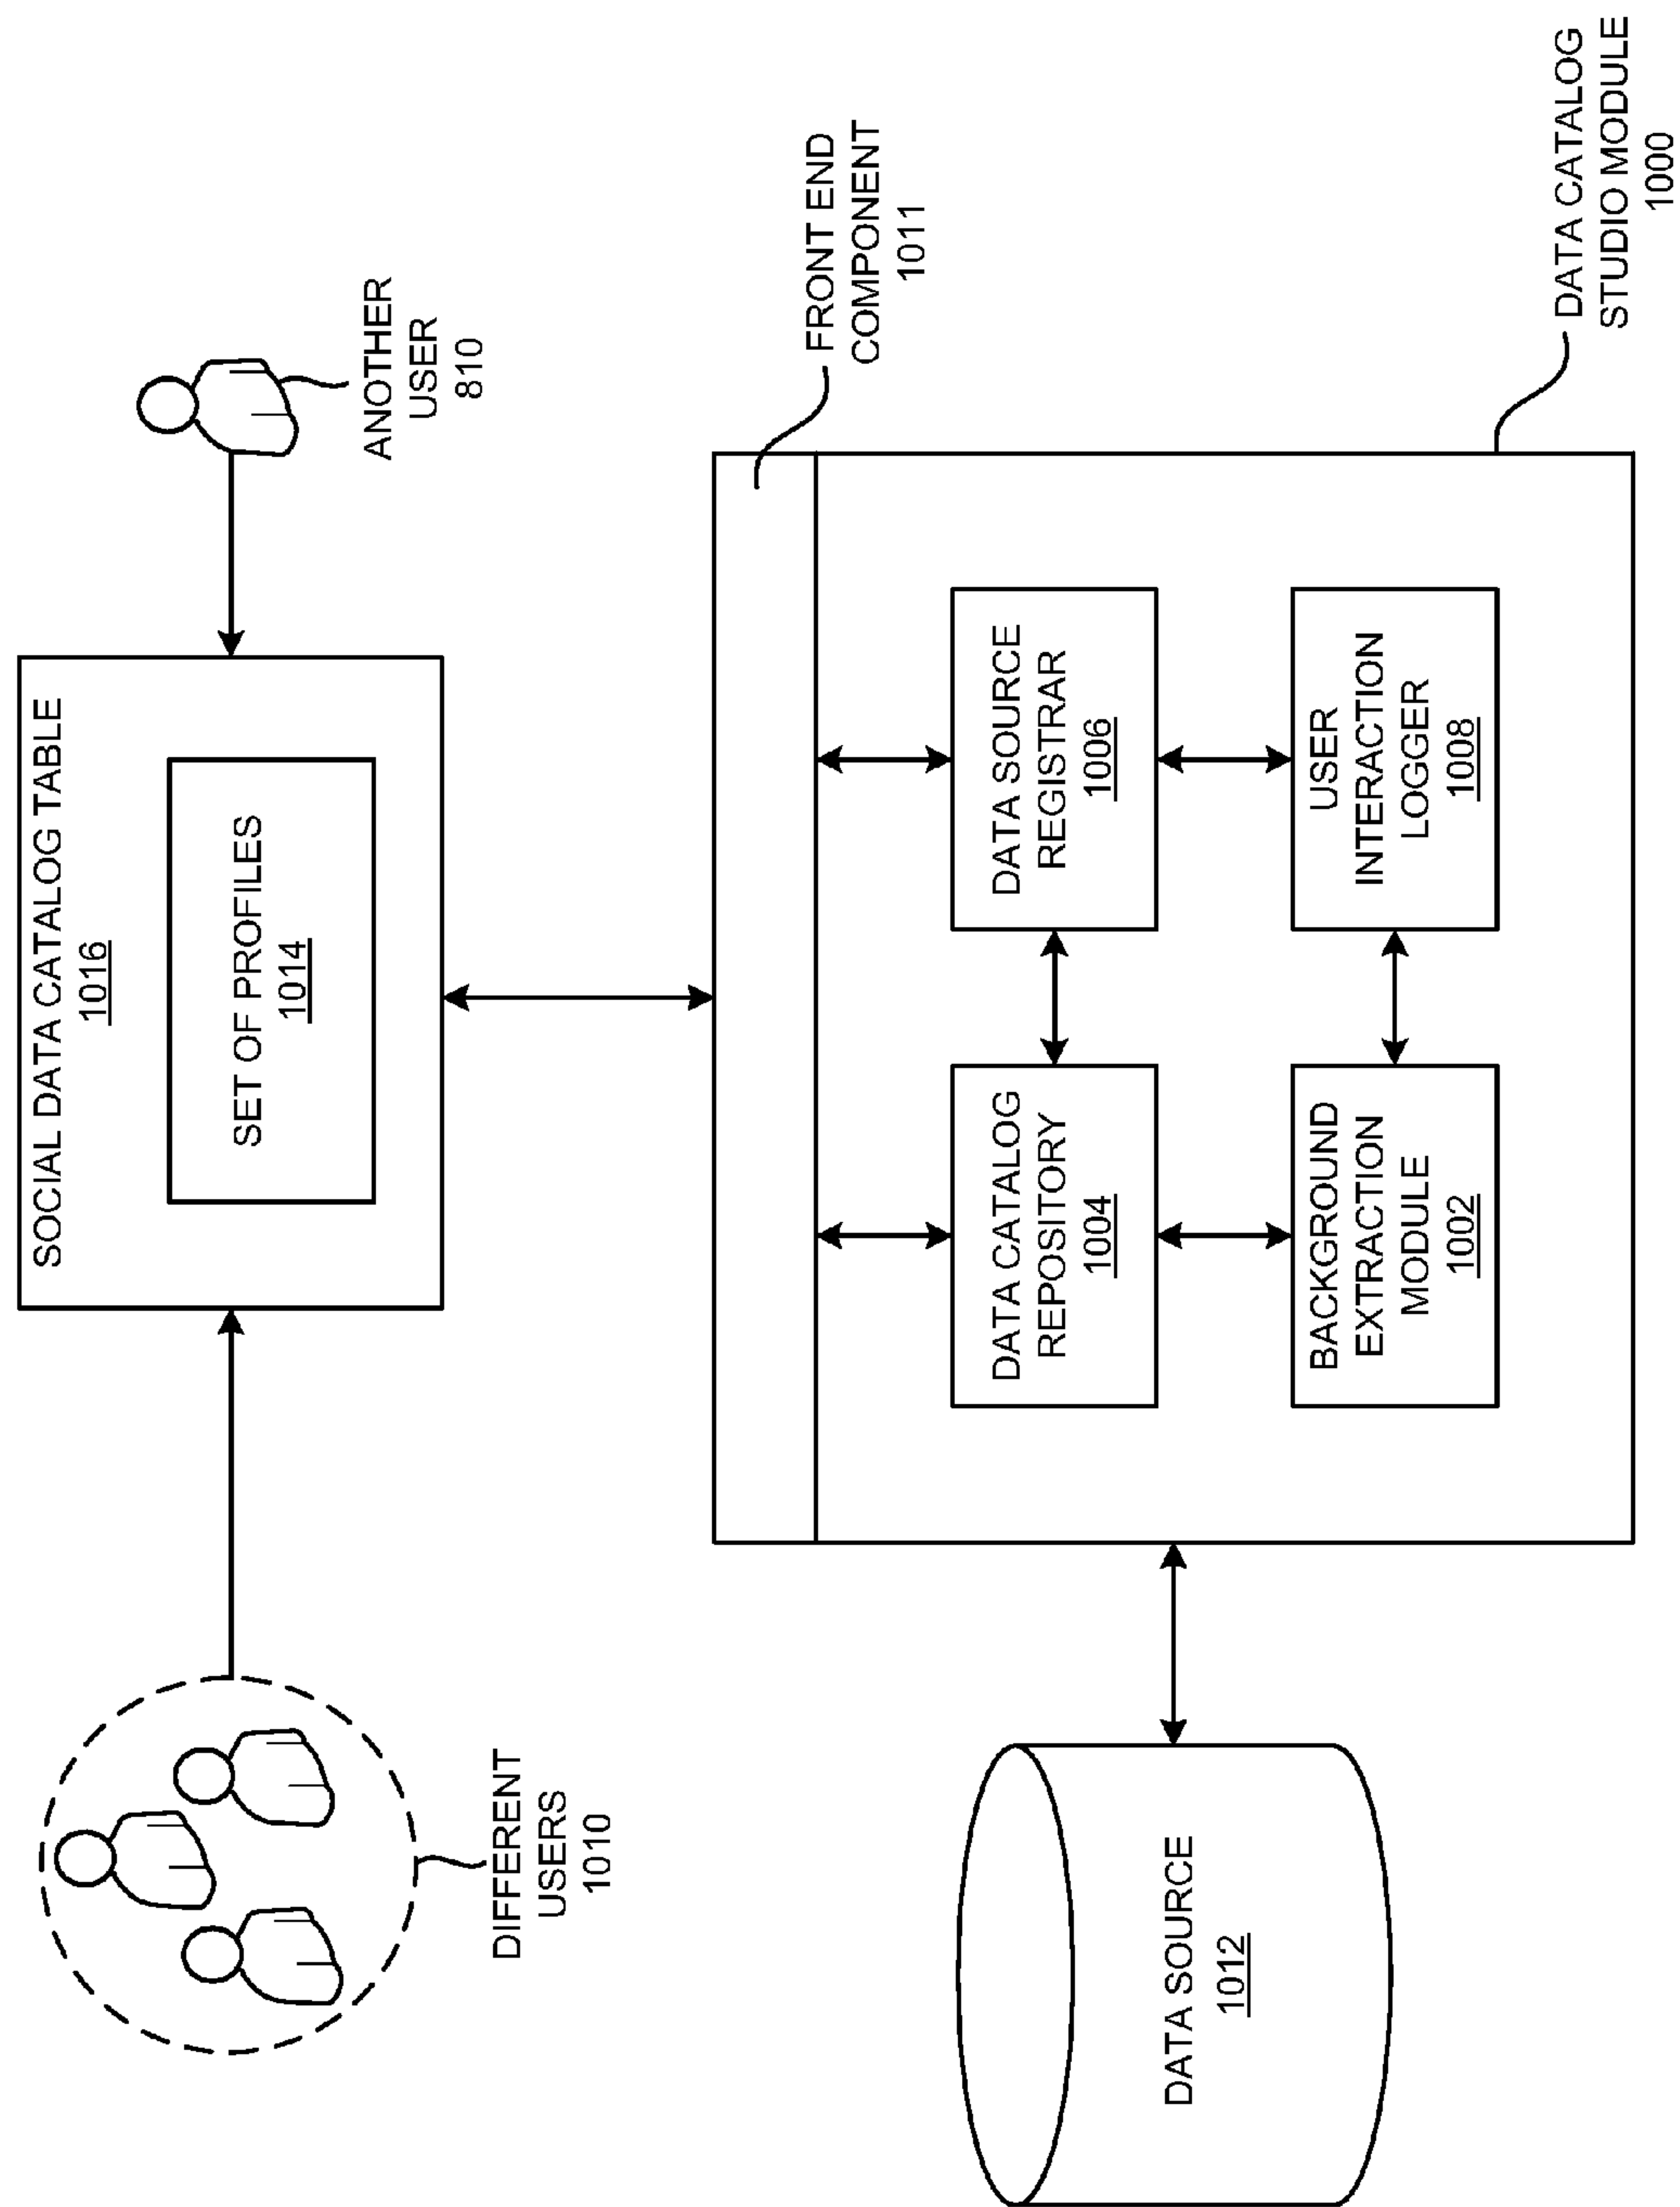 DIFFERENT
USERS
1010
SOCIAL DATA CATALOG TABLE
1016
SET OF PROFILES
1014
ANOTHER
USER
810
DATA SOURCE
1012
FRONT END
COMPONENT
1011
DATA CATALOG
REPOSITORY
1004
DATA SOURCE
REGISTRAR
1006
BACKGROUND
EXTRACTION
MODULE
1002
USER
INTERACTION
LOGGER
1008
DATA CATALOG
STUDIO MODULE
1000